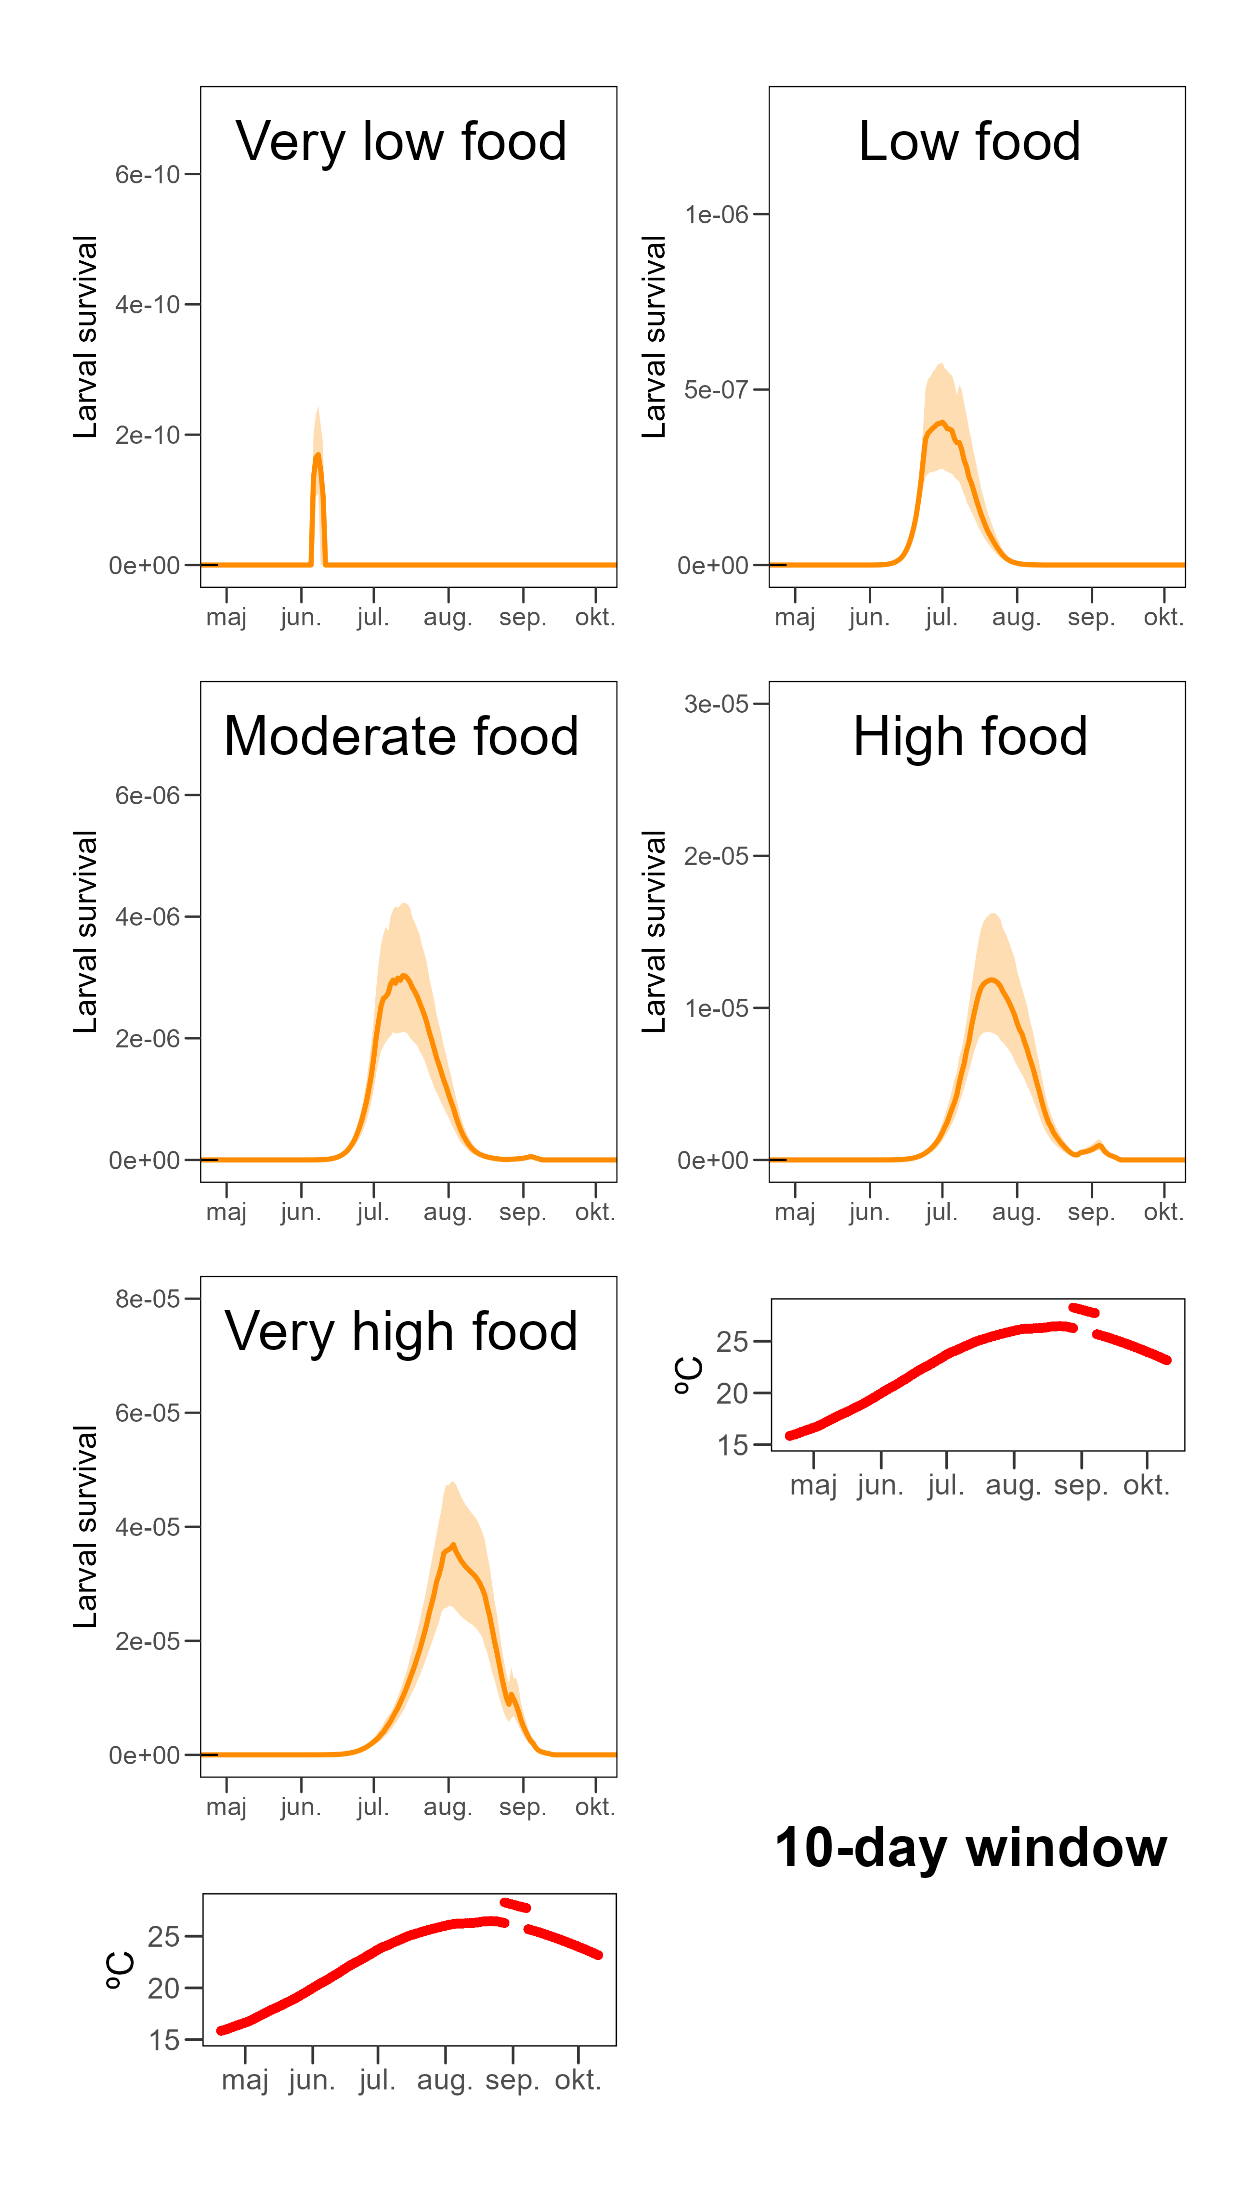 Very low food
Larval survival
6e-10
4e-10
2e-10
0e+00
maj jun. jul. aug. sep. okt.
Low food
Larval survival
1e-06
5e-07
0e+00
maj jun. jul. aug. sep. okt.
Moderate food
Larval survival
6e-06
4e-06
2e-06
0e+00
maj jun. jul. aug. sep. okt.
High food
Larval survival
3e-05
2e-05
1e-05
0e+00
maj jun. jul. aug. sep. okt.
Very high food
Larval survival
8e-05
6e-05
4e-05
2e-05
0e+00
maj jun. jul. aug. sep. okt.
ºC
25
20
15
maj jun. jul. aug. sep. okt.
10-day window
ºC
25
20
15
maj jun. jul. aug. sep. okt.